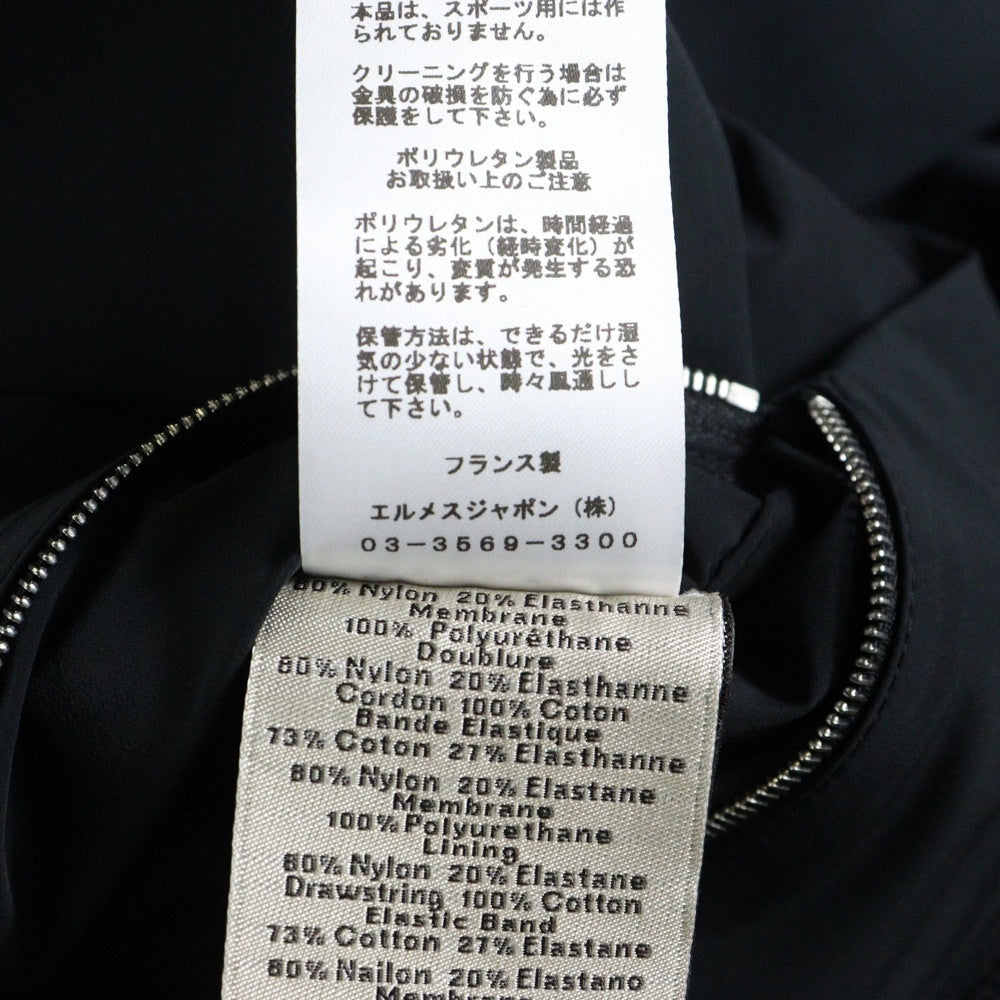 本品は、スポーツ用には作
られておりません。
クリーニングを行う場合は
金具の破損を防ぐ為に必ず
保護をして下さい。
ポリウレタン製品
お取扱い上のご注意
ポリウレタンは、時間経過
による劣化（経時変化）が
起こり、変質が発生する恐
れがあります。
保管方法は、できるだけ湿
気の少ない状態で、光をさ
けて保管し、時々風通しし
て下さい。
フランス製
エルメスジャポン（株）
03-3569-3300
80% Nylon 20% Elasthanne
Membrane
100% Polyuréthane
Doublure
80% Nylon 20% Elasthanne
Cordon 100% Coton
Bande Elastique
73% Coton 27% Elasthanne
80% Nylon 20% Elastane
Membrane
100% Polyurethane
Lining
80% Nylon 20% Elastane
Drawstring 100% Cotton
Elastic Band
73% Cotton 27% Elastane
80% Nailon 20% Elastano
Membrana